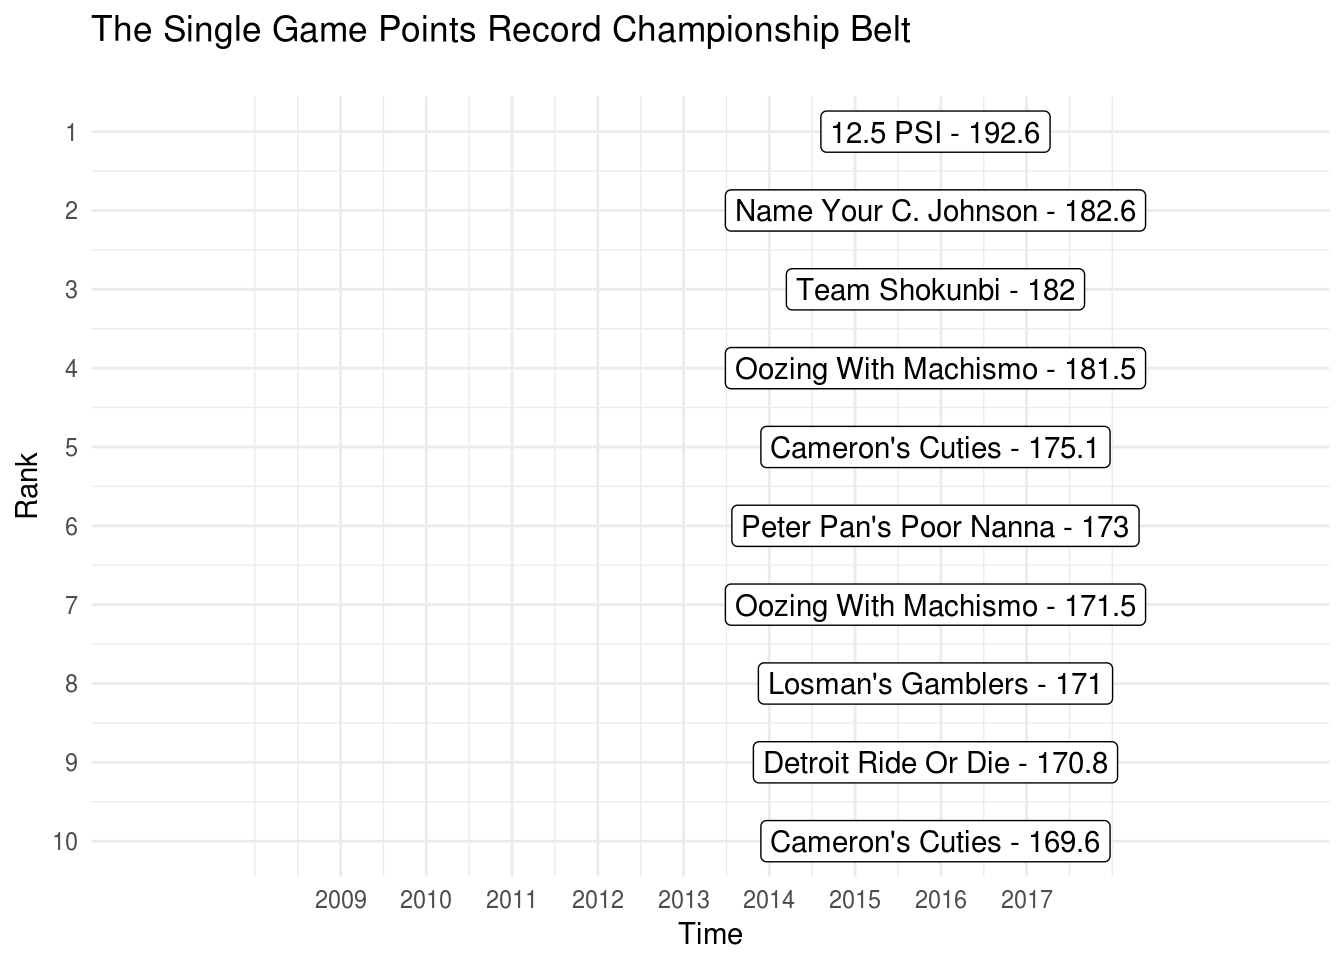 The Single Game Points Record Championship Belt
1
12.5 PSI - 192.6
2
Name Your C. Johnson - 182.6
3
Team Shokunbi - 182
4
Oozing With Machismo - 181.5
5
Cameron's Cuties - 175.1
Rank
6
Peter Pan's Poor Nanna - 173
7
Oozing With Machismo - 171.5
8
Losman's Gamblers - 171
9
Detroit Ride Or Die - 170.8
10
Cameron's Cuties - 169.6
2009 2010 2011 2012 2013 2014 2015 2016 2017
Time